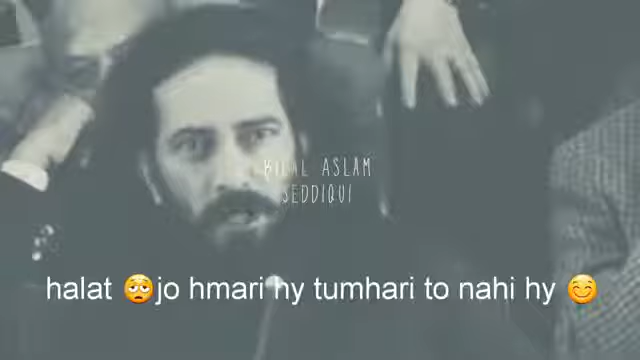 BILAL ASLAM
SEDDIQUI
halat 😩jo hmari hy tumhari to nahi hy 😊